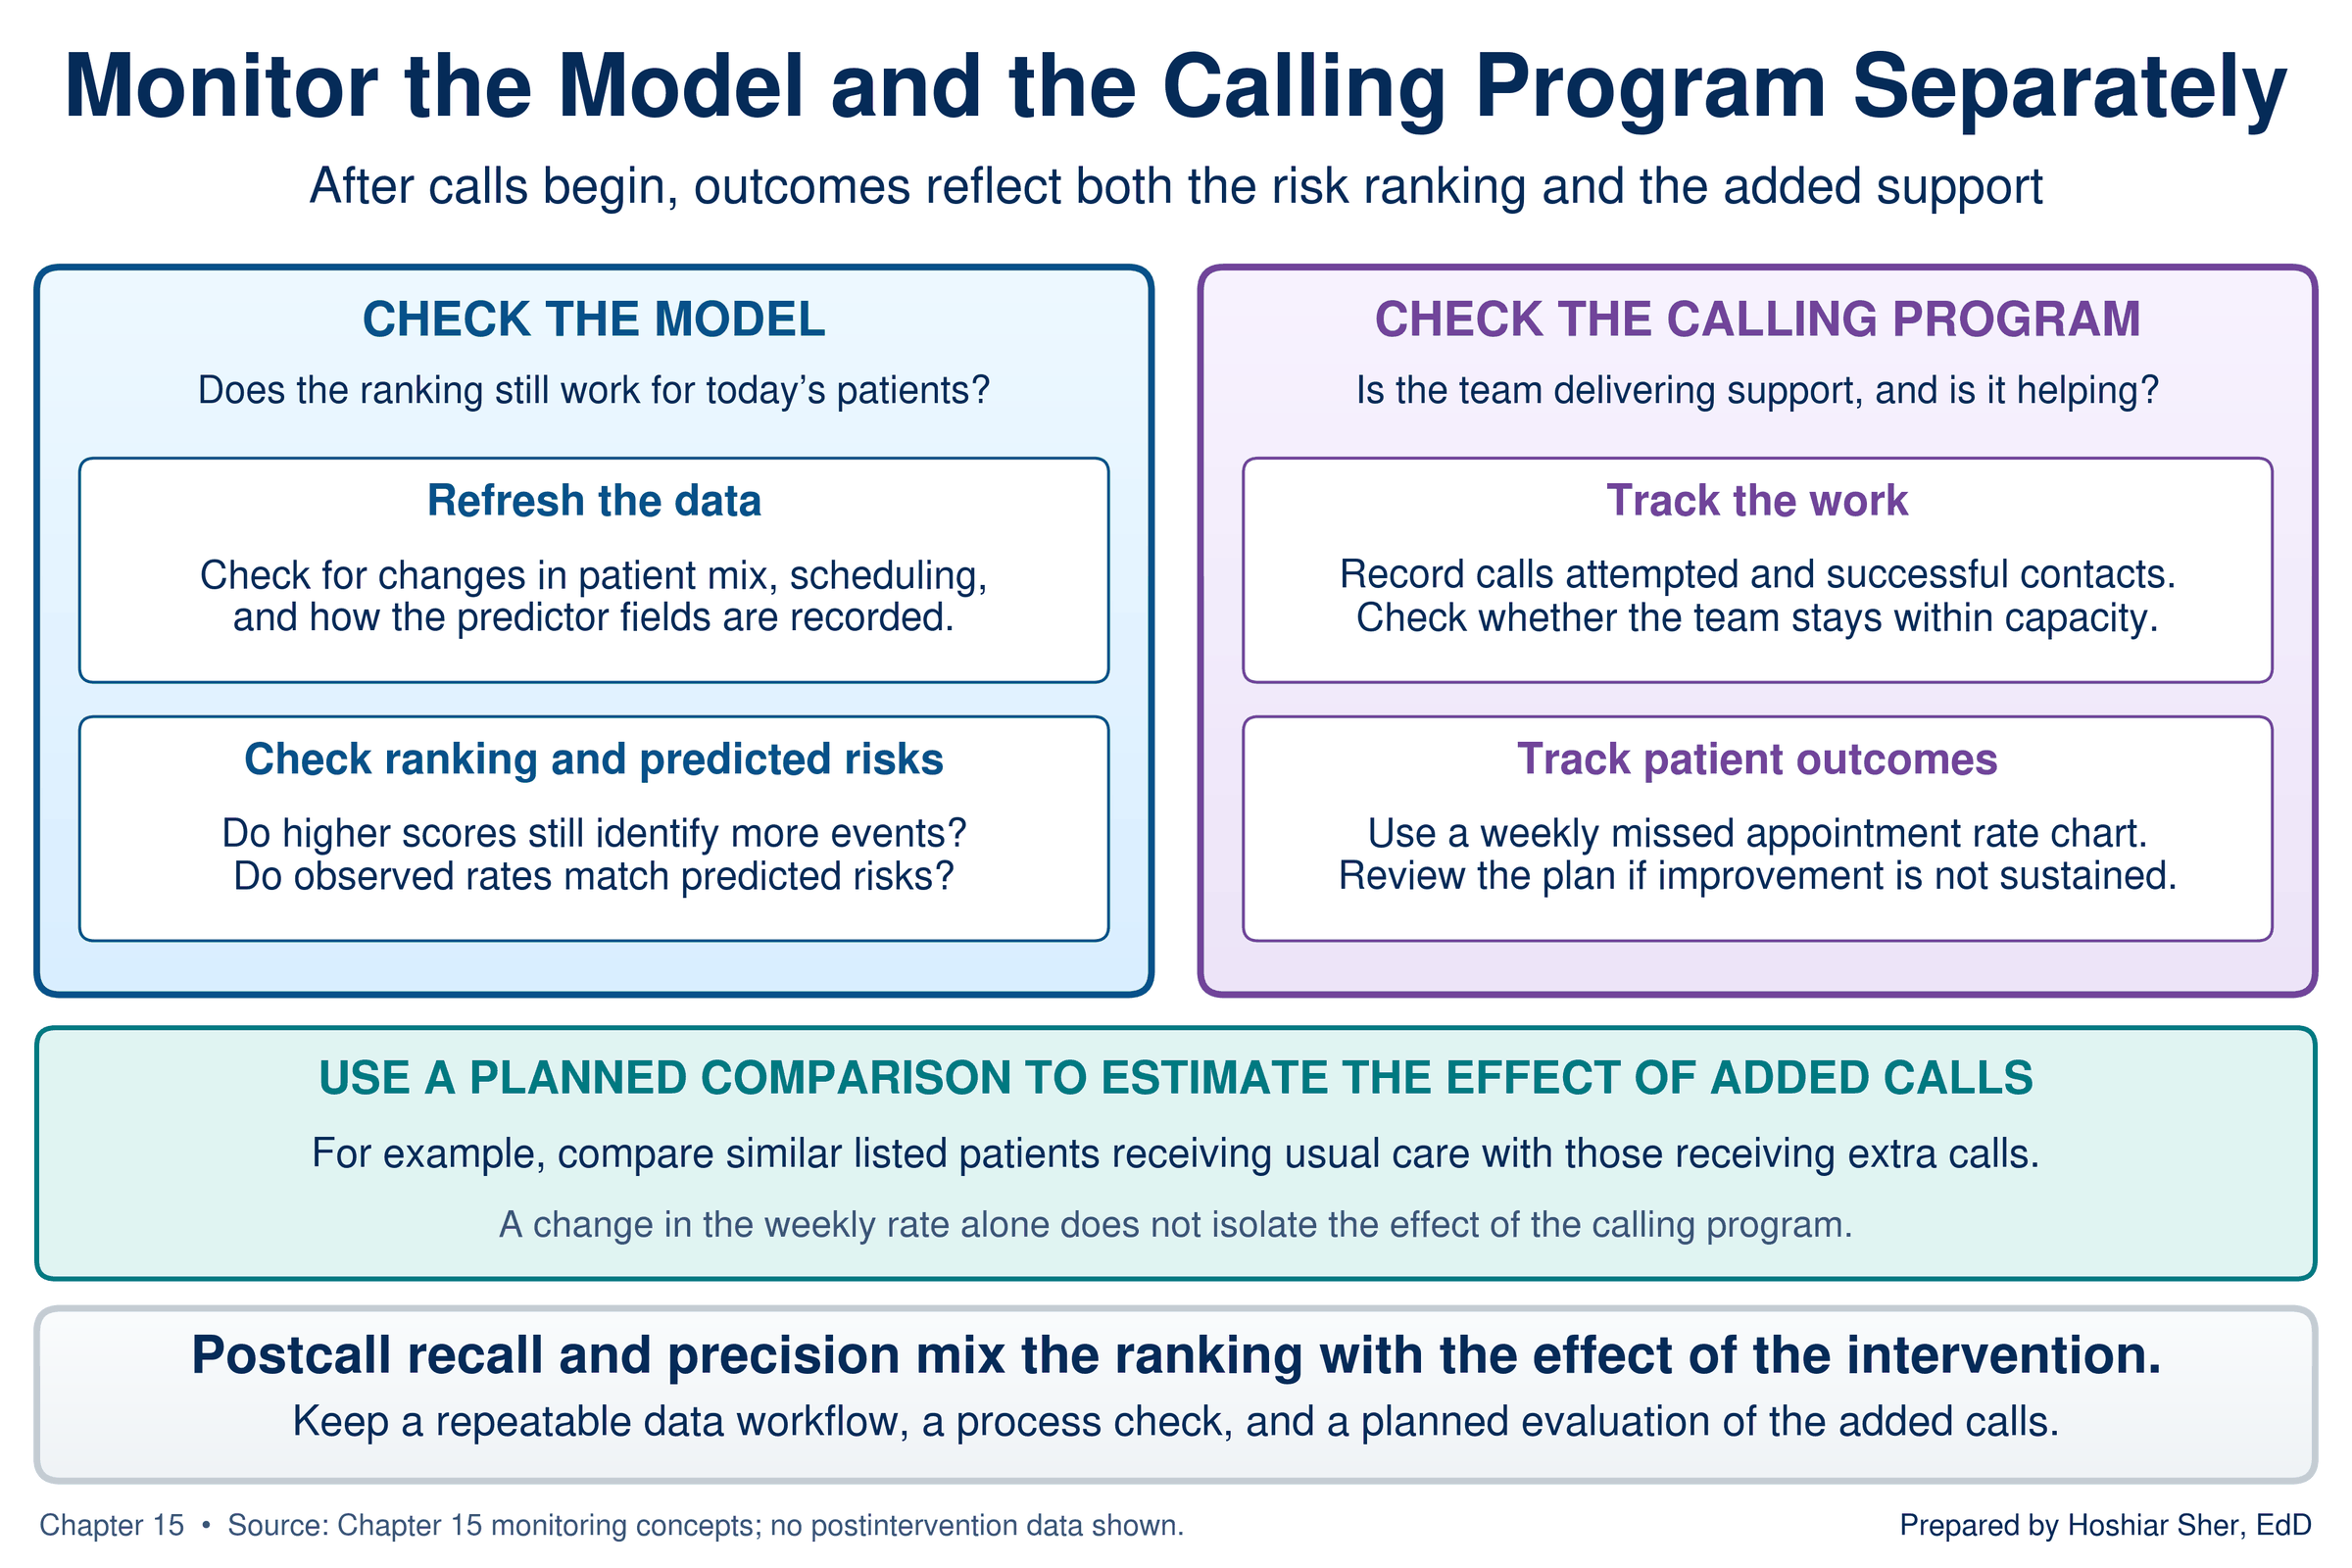 Monitor the Model and the Calling Program Separately
After calls begin, outcomes reflect both the risk ranking and the added support
CHECK THE MODEL
Does the ranking still work for today’s patients?
Refresh the data
Check for changes in patient mix, scheduling,
and how the predictor fields are recorded.
Check ranking and predicted risks
Do higher scores still identify more events?
Do observed rates match predicted risks?
CHECK THE CALLING PROGRAM
Is the team delivering support, and is it helping?
Track the work
Record calls attempted and successful contacts.
Check whether the team stays within capacity.
Track patient outcomes
Use a weekly missed appointment rate chart.
Review the plan if improvement is not sustained.
USE A PLANNED COMPARISON TO ESTIMATE THE EFFECT OF ADDED CALLS
For example, compare similar listed patients receiving usual care with those receiving extra calls.
A change in the weekly rate alone does not isolate the effect of the calling program.
Postcall recall and precision mix the ranking with the effect of the intervention.
Keep a repeatable data workflow, a process check, and a planned evaluation of the added calls.
Chapter 15 • Source: Chapter 15 monitoring concepts; no postintervention data shown.
Prepared by Hoshiar Sher, EdD